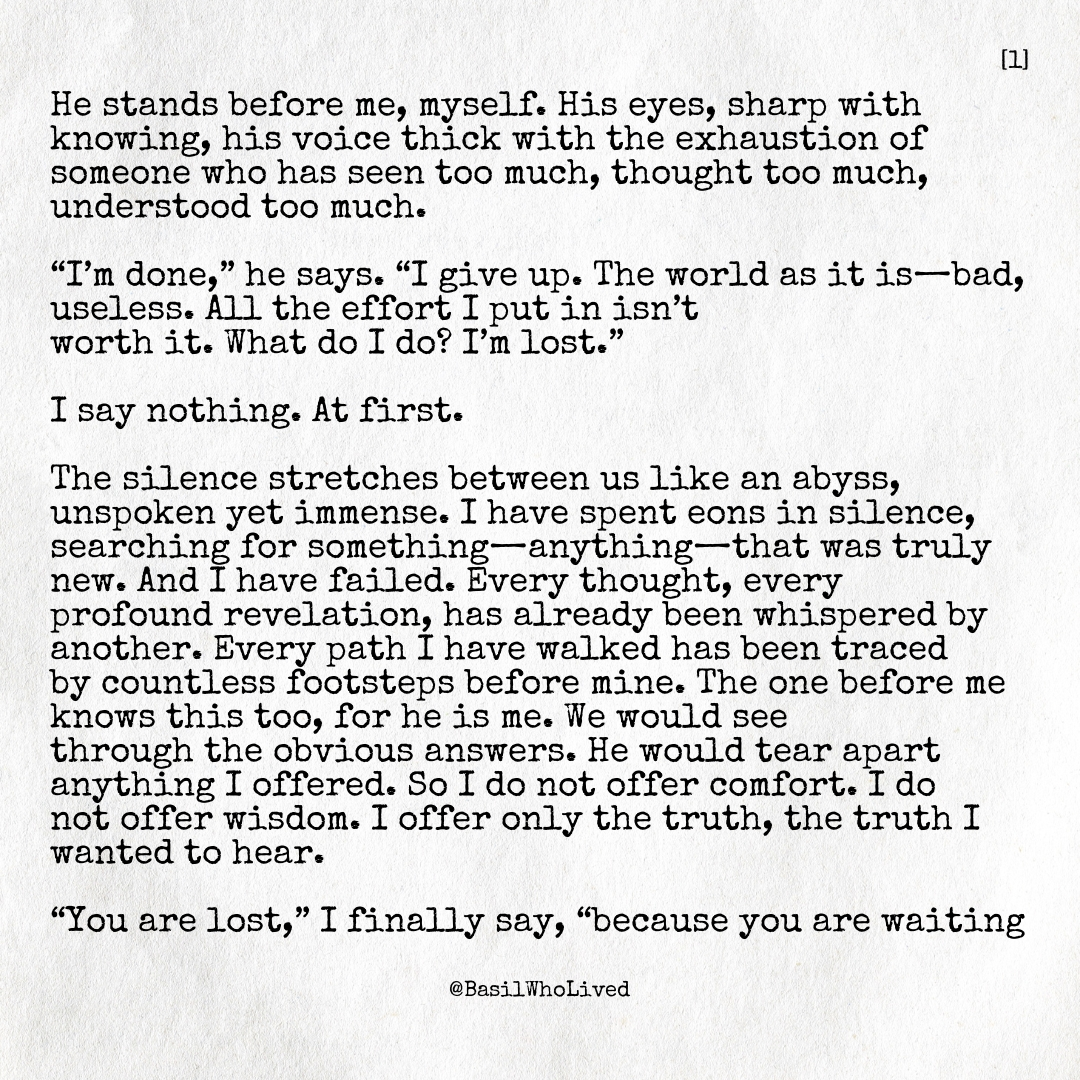 [1]
He stands before me, myself. His eyes, sharp with
knowing, his voice thick with the exhaustion of
someone who has seen too much, thought too much,
understood too much.
“I’m done,” he says. “I give up. The world as it is—bad,
useless. All the effort I put in isn’t
worth it. What do I do? I’m lost.”
I say nothing. At first.
The silence stretches between us like an abyss,
unspoken yet immense. I have spent eons in silence,
searching for something—anything—that was truly
new. And I have failed. Every thought, every
profound revelation, has already been whispered by
another. Every path I have walked has been traced
by countless footsteps before mine. The one before me
knows this too, for he is me. We would see
through the obvious answers. He would tear apart
anything I offered. So I do not offer comfort. I do
not offer wisdom. I offer only the truth, the truth I
wanted to hear.
“You are lost,” I finally say, “because you are waiting
@BasilWhoLived